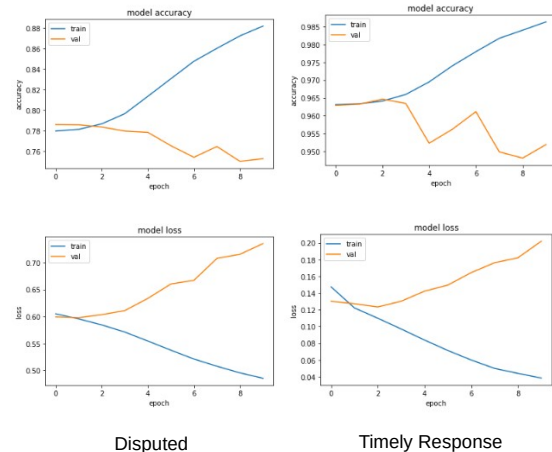 model accuracy
train
val
0.88
0.86
0.84
0.82
0.80
0.78
0.76
accuracy
0 2 4 6 8
epoch
model accuracy
train
val
0.985
0.980
0.975
0.970
0.965
0.960
0.955
0.950
accuracy
0 2 4 6 8
epoch
model loss
train
val
0.70
0.65
0.60
0.55
0.50
loss
0 2 4 6 8
epoch
model loss
train
val
0.20
0.18
0.16
0.14
0.12
0.10
0.08
0.06
0.04
loss
0 2 4 6 8
epoch
Disputed
Timely Response